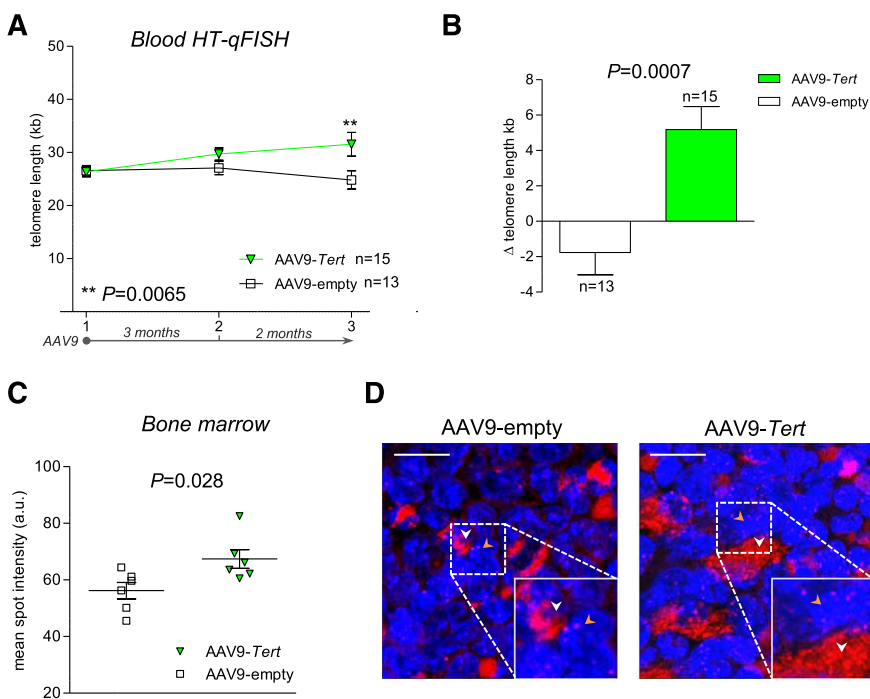 A
Blood HT-qFISH
telomere length (kb)
50
40
30
20
10
**
AAV9-Tert n=15
AAV9-empty n=13
** P=0.0065
1 2 3
AAV9 3 months 2 months
B
P=0.0007
AAV9-Tert
AAV9-empty
Δ telomere length kb
8
6
4
2
0
-2
-4
n=15
n=13
C
Bone marrow
mean spot intensity (a.u.)
100
80
60
40
20
P=0.028
AAV9-Tert
AAV9-empty
D
AAV9-empty
AAV9-Tert